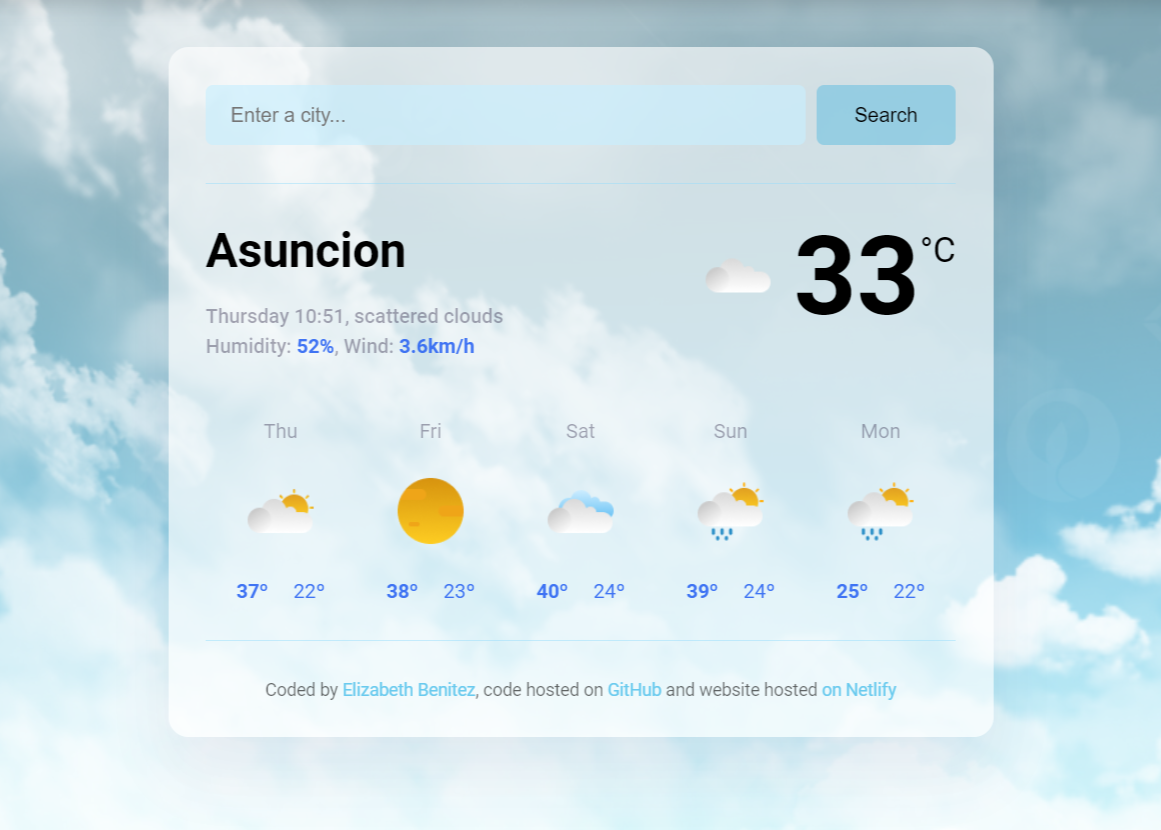 Enter a city...
Search
Asuncion
33
°C
Thursday 10:51, scattered clouds
Humidity: 52%, Wind: 3.6km/h
Thu Fri Sat Sun Mon
37° 22° 38° 23° 40° 24° 39° 24° 25° 22°
Coded by Elizabeth Benitez, code hosted on GitHub and website hosted on Netlify